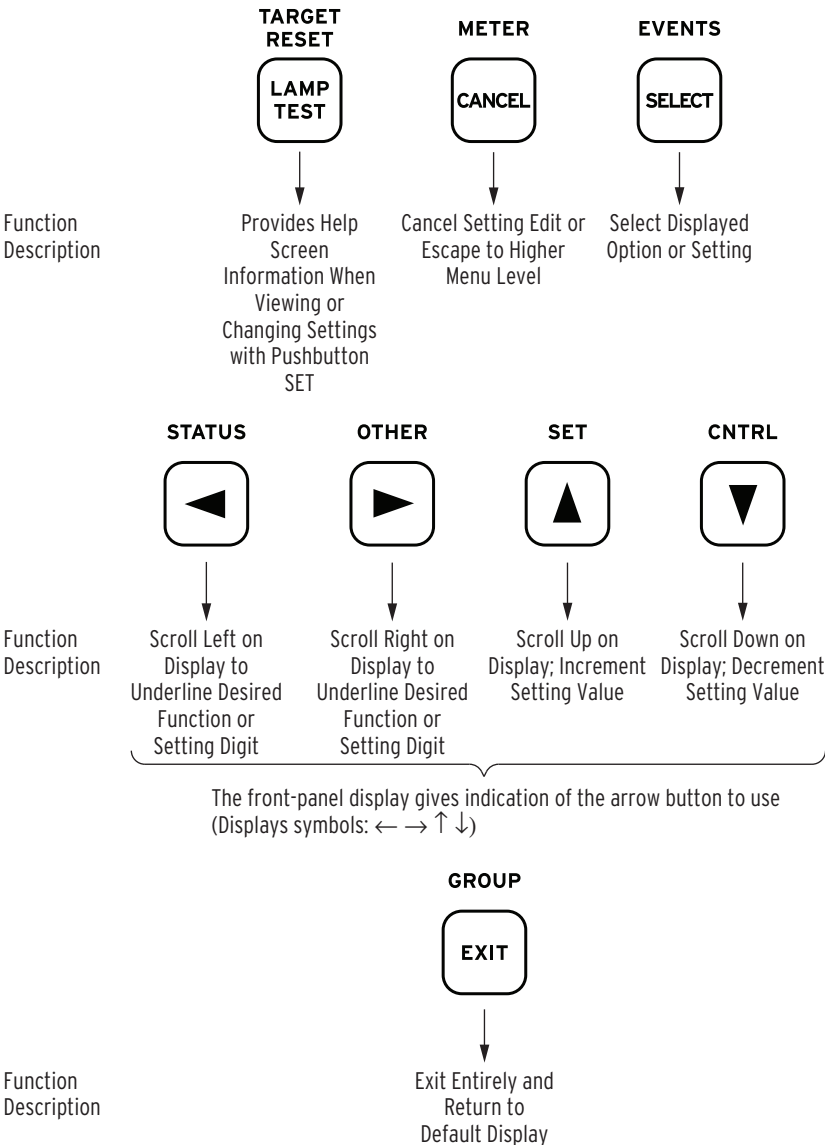 TARGET
RESET
METER
EVENTS
LAMP
TEST
CANCEL
SELECT
Function
Description
Provides Help
Screen
Information When
Viewing or
Changing Settings
with Pushbutton
SET
Cancel Setting Edit or
Escape to Higher
Menu Level
Select Displayed
Option or Setting
STATUS
OTHER
SET
CNTRL
Function
Description
Scroll Left on
Display to
Underline Desired
Function or
Setting Digit
Scroll Right on
Display to
Underline Desired
Function or
Setting Digit
Scroll Up on
Display; Increment
Setting Value
Scroll Down on
Display; Decrement
Setting Value
The front-panel display gives indication of the arrow button to use
(Displays symbols: ← → ↑ ↓)
GROUP
EXIT
Function
Description
Exit Entirely and
Return to
Default Display